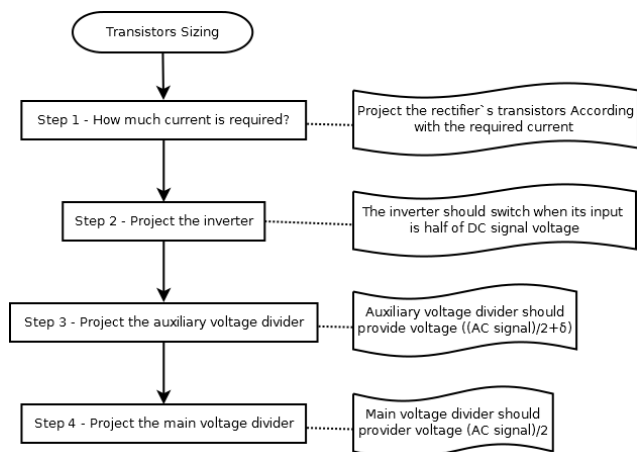 Transistors Sizing
Step 1 - How much current is required?
Project the rectifier`s transistors According
with the required current
Step 2 - Project the inverter
The inverter should switch when its input
is half of DC signal voltage
Step 3 - Project the auxiliary voltage divider
Auxiliary voltage divider should
provide voltage ((AC signal)/2+δ)
Step 4 - Project the main voltage divider
Main voltage divider should
provider voltage (AC signal)/2